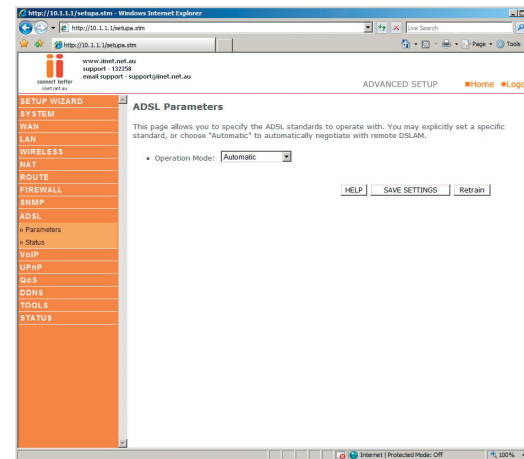 http://10.1.1.1/setupa.stm - Windows Internet Explorer
http://10.1.1.1/setupa.stm
Live Search
http://10.1.1.1/setupa.stm
Page
Tools
www.iinet.net.au
support - 132258
email support - support@iinet.net.au
connect better
iinet.net.au
ADVANCED SETUP
Home
Logo
SETUP WIZARD
SYSTEM
WAN
LAN
WIRELESS
NAT
ROUTE
FIREWALL
SNMP
ADSL
» Parameters
» Status
VoIP
UPnP
QoS
DDNS
TOOLS
STATUS
ADSL Parameters
This page allows you to specify the ADSL standards to operate with. You may explicitly set a specific
standard, or choose "Automatic" to automatically negotiate with remote DSLAM.
• Operation Mode: Automatic
HELP
SAVE SETTINGS
Retrain
Internet | Protected Mode: Off
100%